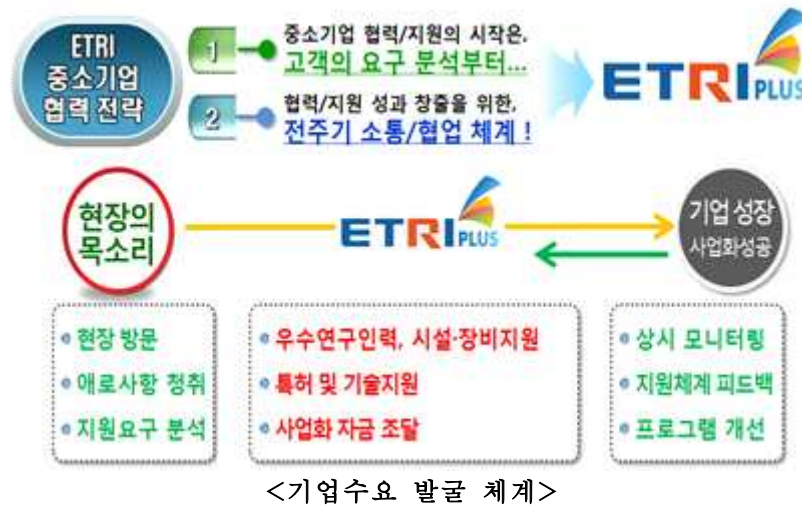 ETRI
중소기업
협력 전략
1
중소기업 협력/지원의 시작은,
고객의 요구 분석부터...
2
협력/지원 성과 창출을 위한,
전주기 소통/협업 체계 !
ETRI PLUS
현장의
목소리
ETRI PLUS
기업 성장
사업화성공
현장 방문
애로사항 청취
지원요구 분석
우수연구인력, 시설·장비지원
특허 및 기술지원
사업화 자금 조달
상시 모니터링
지원체계 피드백
프로그램 개선
<기업수요 발굴 체계>